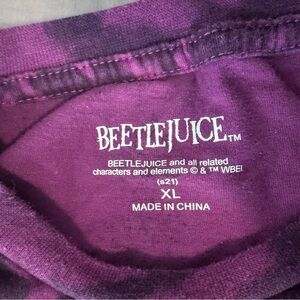 BEETLEJUICE™
BEETLEJUICE and all related
characters and elements © & ™ WBEI
(s21)
XL
MADE IN CHINA